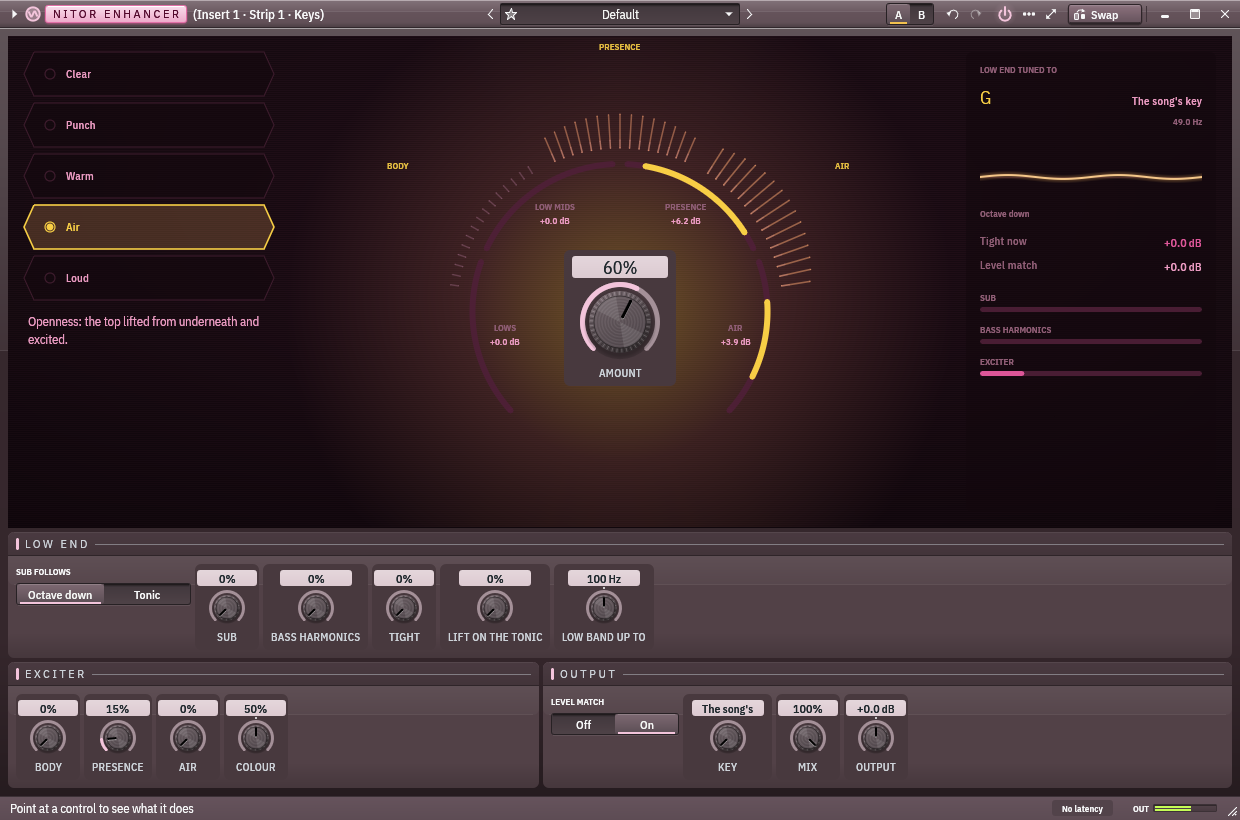 NITOR ENHANCER (Insert 1 · Strip 1 · Keys)
Default
A B
Swap
Clear
Punch
Warm
Air
Loud
Openness: the top lifted from underneath and
excited.
PRESENCE
BODY
AIR
LOW MIDS
+0.0 dB
PRESENCE
+6.2 dB
LOWS
+0.0 dB
AIR
+3.9 dB
60%
AMOUNT
LOW END TUNED TO
G
The song's key
49.0 Hz
Octave down
Tight now +0.0 dB
Level match +0.0 dB
SUB
BASS HARMONICS
EXCITER
LOW END
SUB FOLLOWS
Octave down Tonic
0% 0% 0% 0% 100 Hz
SUB BASS HARMONICS TIGHT LIFT ON THE TONIC LOW BAND UP TO
EXCITER
0% 15% 0% 50%
BODY PRESENCE AIR COLOUR
OUTPUT
LEVEL MATCH
Off On
The song's 100% +0.0 dB
KEY MIX OUTPUT
Point at a control to see what it does
No latency
OUT